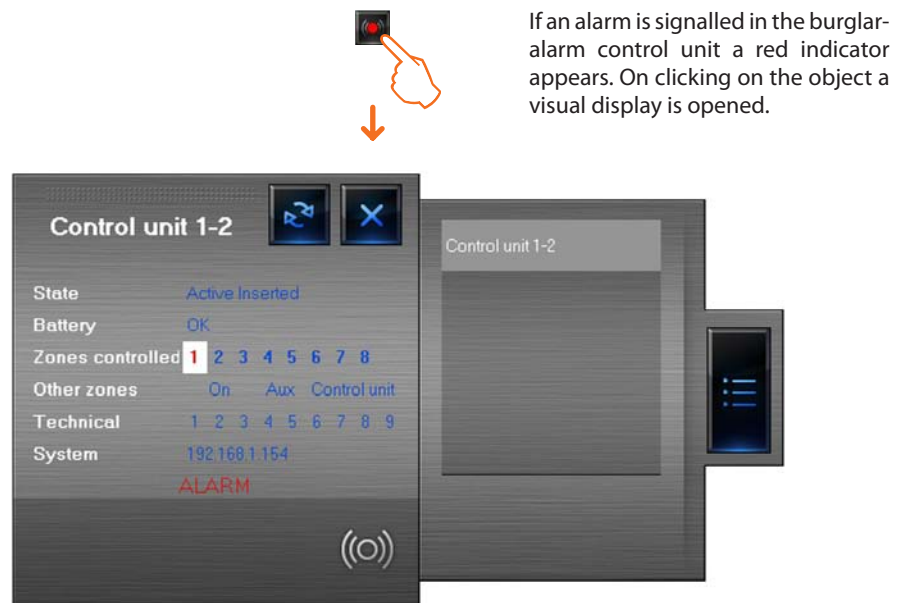 If an alarm is signalled in the burglar-
alarm control unit a red indicator
appears. On clicking on the object a
visual display is opened.
Control unit 1-2
State Active Inserted
Battery OK
Zones controlled 1 2 3 4 5 6 7 8
Other zones On Aux Control unit
Technical 1 2 3 4 5 6 7 8 9
System 192.168.1.154
ALARM
Control unit 1-2